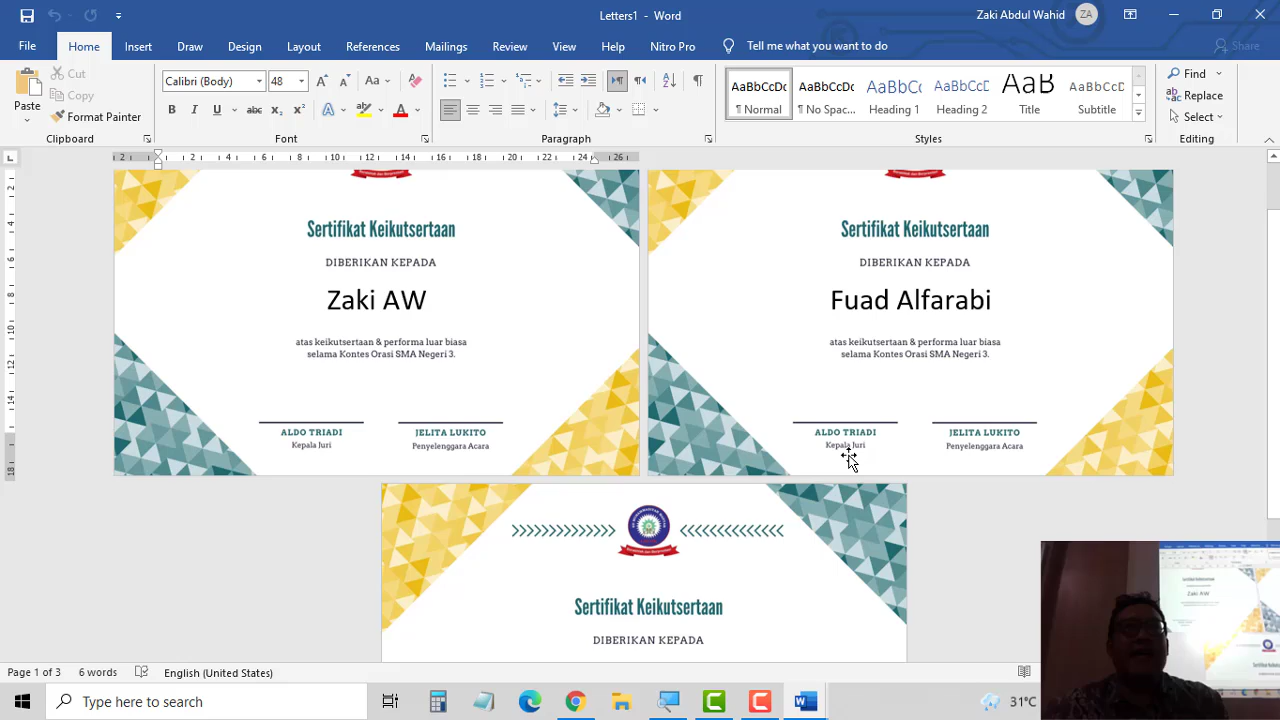 Letters1 - Word
Zaki Abdul Wahid ZA
File Home Insert Draw Design Layout References Mailings Review View Help Nitro Pro Tell me what you want to do Share
Paste
Cut
Copy
Format Painter
Clipboard
Calibri (Body) 48
Font
Paragraph
AaBbCcDc AaBbCcDc AaBbCc AaBbCcD AaB AaBbCcD
¶ Normal ¶ No Spac... Heading 1 Heading 2 Title Subtitle
Styles
Find
Replace
Select
Editing
Sertifikat Keikutsertaan
DIBERIKAN KEPADA
Zaki AW
atas keikutsertaan & performa luar biasa
selama Kontes Orasi SMA Negeri 3.
ALDO TRIADI
Kepala Juri
JELITA LUKITO
Penyelenggara Acara
Sertifikat Keikutsertaan
DIBERIKAN KEPADA
Fuad Alfarabi
atas keikutsertaan & performa luar biasa
selama Kontes Orasi SMA Negeri 3.
ALDO TRIADI
Kepala Juri
JELITA LUKITO
Penyelenggara Acara
Sertifikat Keikutsertaan
DIBERIKAN KEPADA
Page 1 of 3 6 words English (United States)
Type here to search
31°C